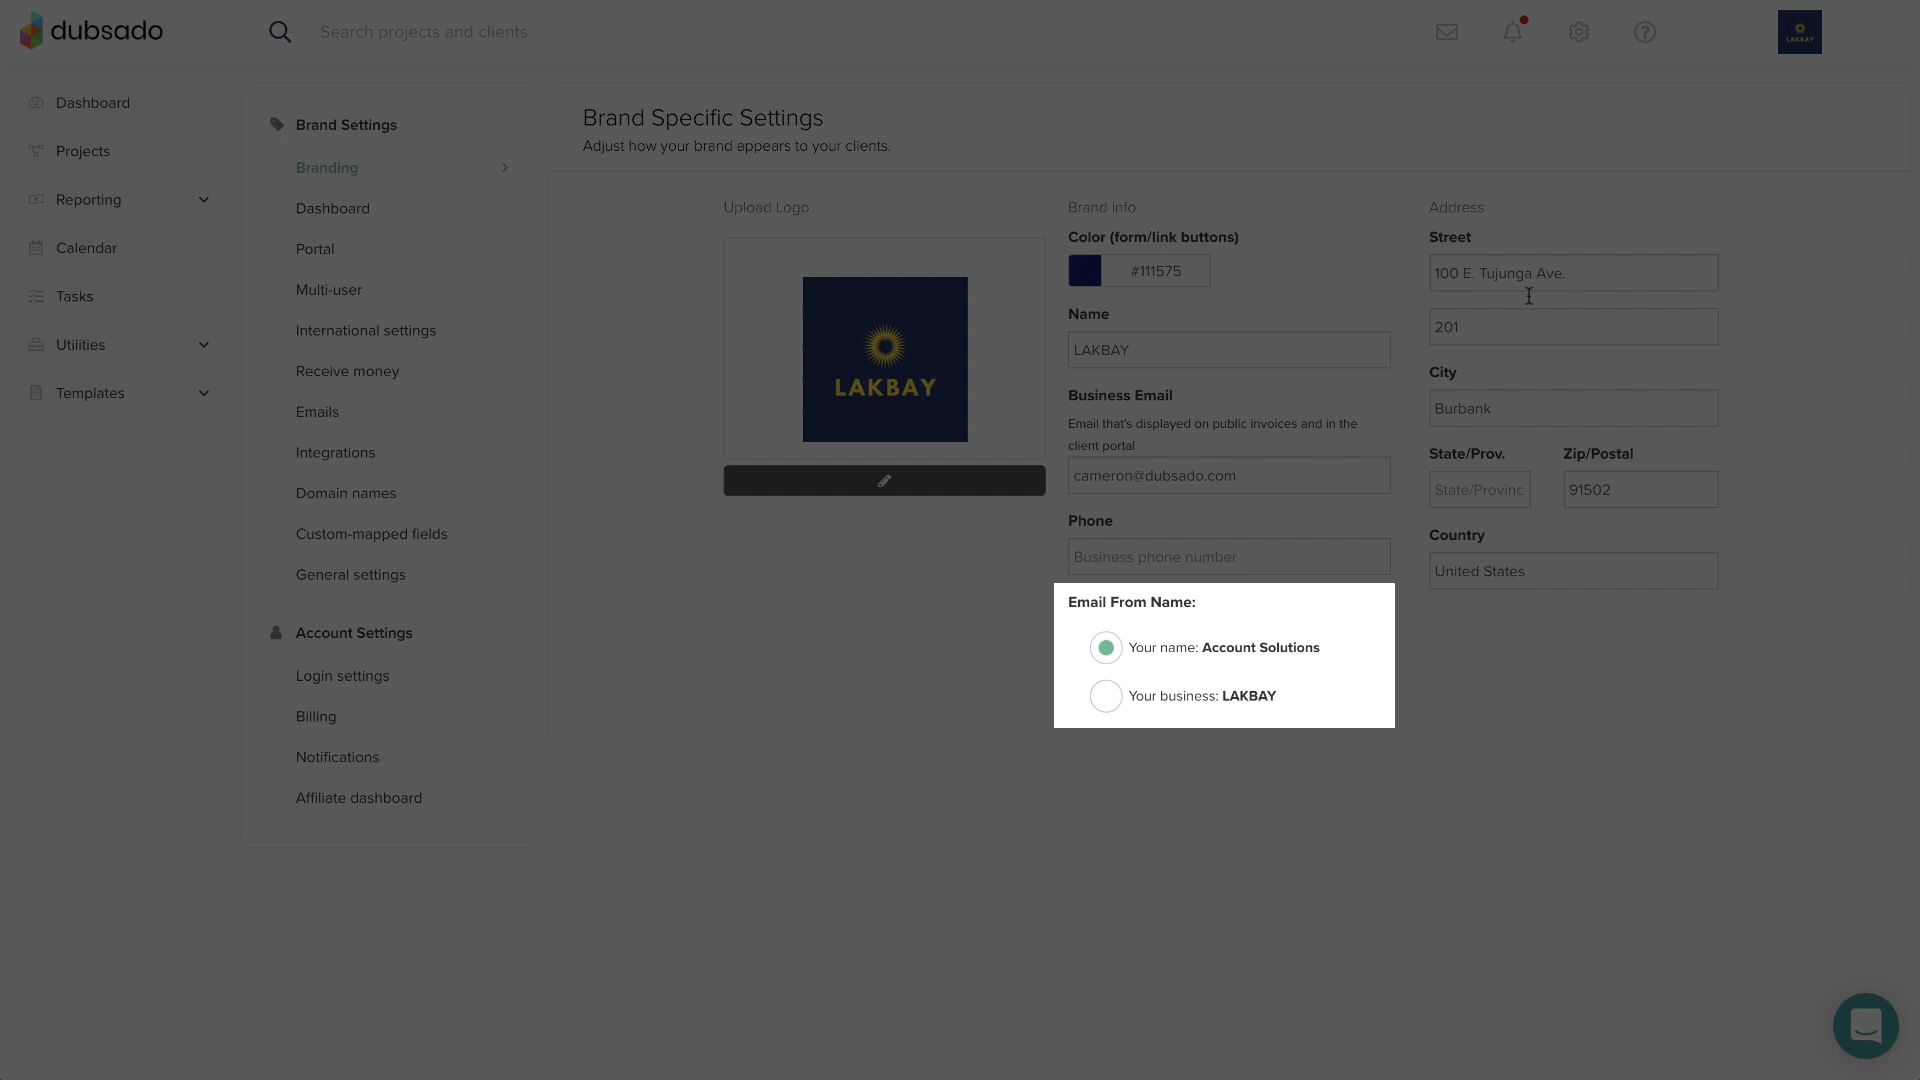 dubsado
Search projects and clients
LAKBAY
Dashboard
Projects
Reporting
Calendar
Tasks
Utilities
Templates
Brand Settings
Branding
Dashboard
Portal
Multi-user
International settings
Receive money
Emails
Integrations
Domain names
Custom-mapped fields
General settings
Account Settings
Login settings
Billing
Notifications
Affiliate dashboard
Brand Specific Settings
Adjust how your brand appears to your clients.
Upload Logo
LAKBAY
Brand Info
Color (form/link buttons)
#111575
Name
LAKBAY
Business Email
Email that's displayed on public invoices and in the
client portal
cameron@dubsado.com
Phone
Business phone number
Email From Name:
Your name: Account Solutions
Your business: LAKBAY
Address
Street
100 E. Tujunga Ave.
201
City
Burbank
State/Prov. Zip/Postal
State/Provinc 91502
Country
United States